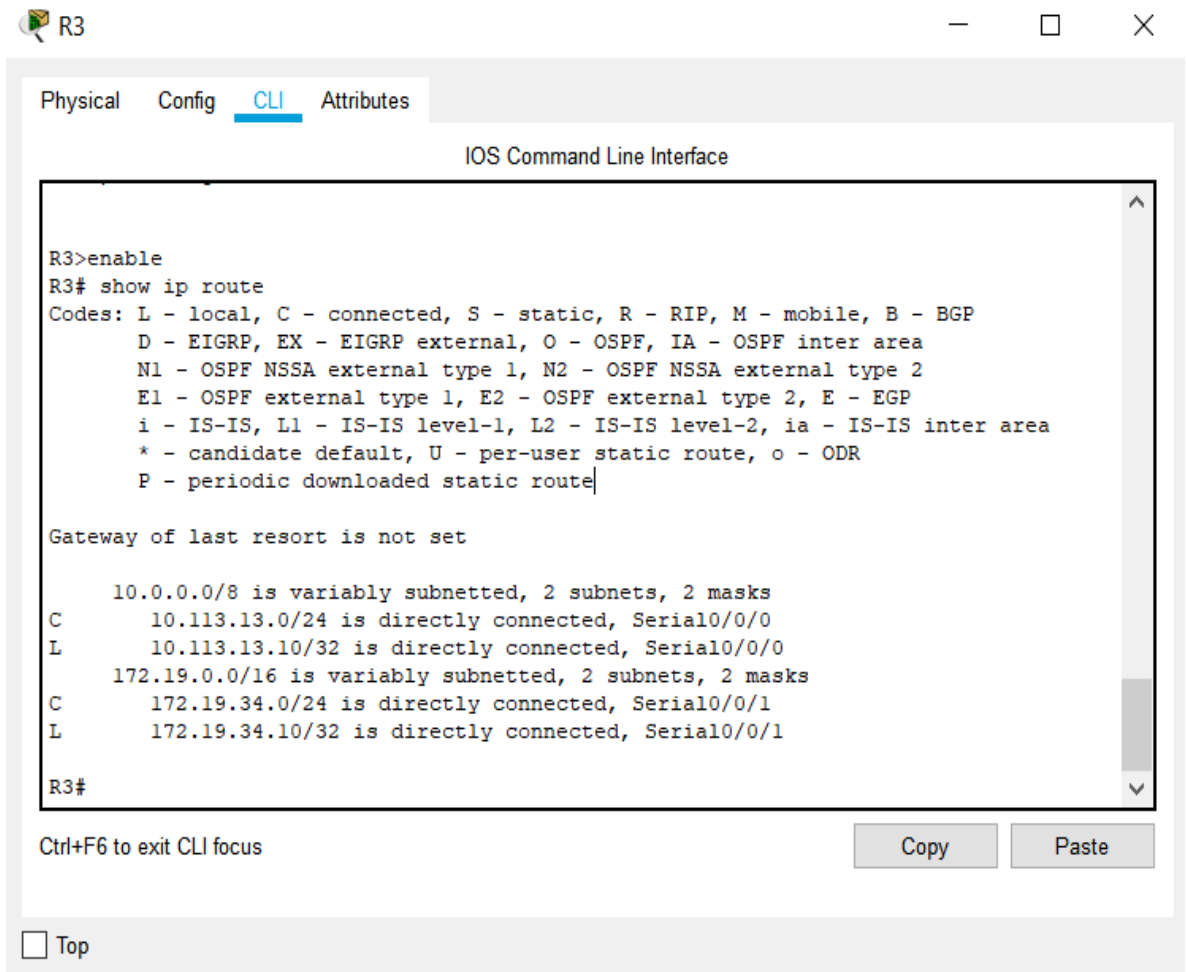 R3
Physical Config CLI Attributes
IOS Command Line Interface
R3>enable
R3# show ip route
Codes: L - local, C - connected, S - static, R - RIP, M - mobile, B - BGP
       D - EIGRP, EX - EIGRP external, O - OSPF, IA - OSPF inter area
       N1 - OSPF NSSA external type 1, N2 - OSPF NSSA external type 2
       E1 - OSPF external type 1, E2 - OSPF external type 2, E - EGP
       i - IS-IS, L1 - IS-IS level-1, L2 - IS-IS level-2, ia - IS-IS inter area
       * - candidate default, U - per-user static route, o - ODR
       P - periodic downloaded static route
Gateway of last resort is not set
     10.0.0.0/8 is variably subnetted, 2 subnets, 2 masks
C       10.113.13.0/24 is directly connected, Serial0/0/0
L       10.113.13.10/32 is directly connected, Serial0/0/0
     172.19.0.0/16 is variably subnetted, 2 subnets, 2 masks
C       172.19.34.0/24 is directly connected, Serial0/0/1
L       172.19.34.10/32 is directly connected, Serial0/0/1
R3#
Ctrl+F6 to exit CLI focus
Copy Paste
Top